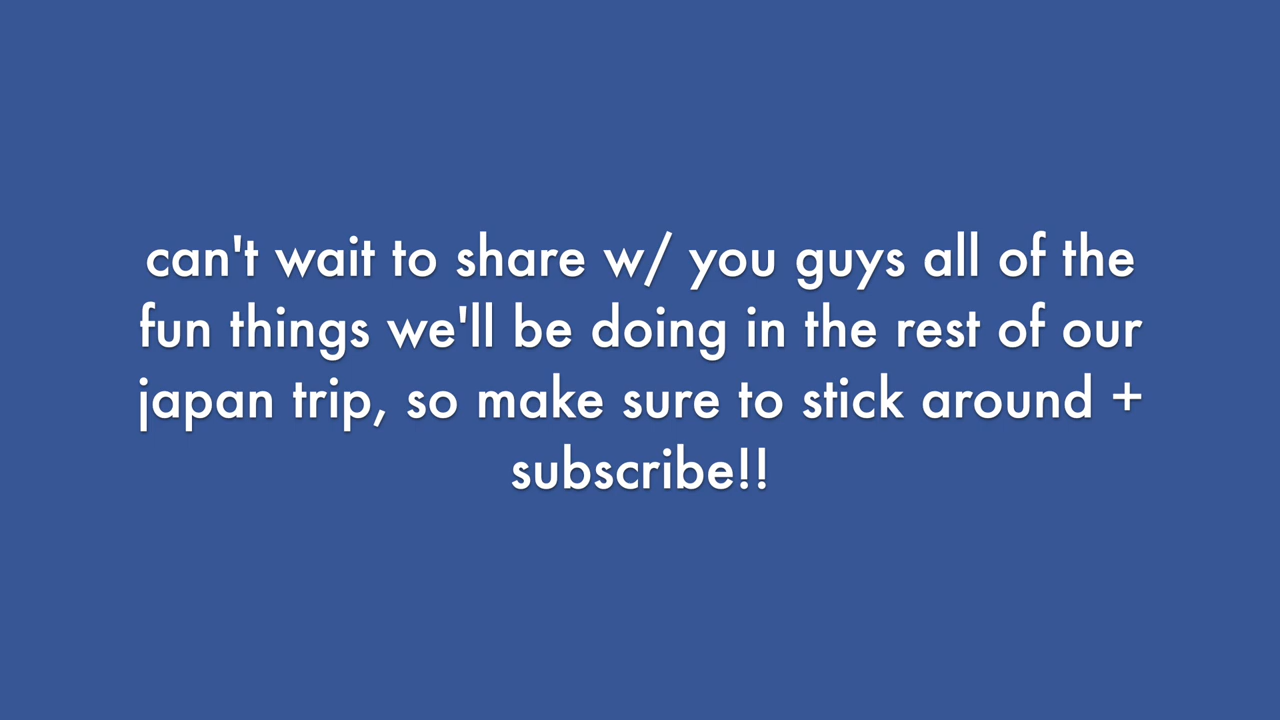 can't wait to share w/ you guys all of the
fun things we'll be doing in the rest of our
japan trip, so make sure to stick around +
subscribe!!